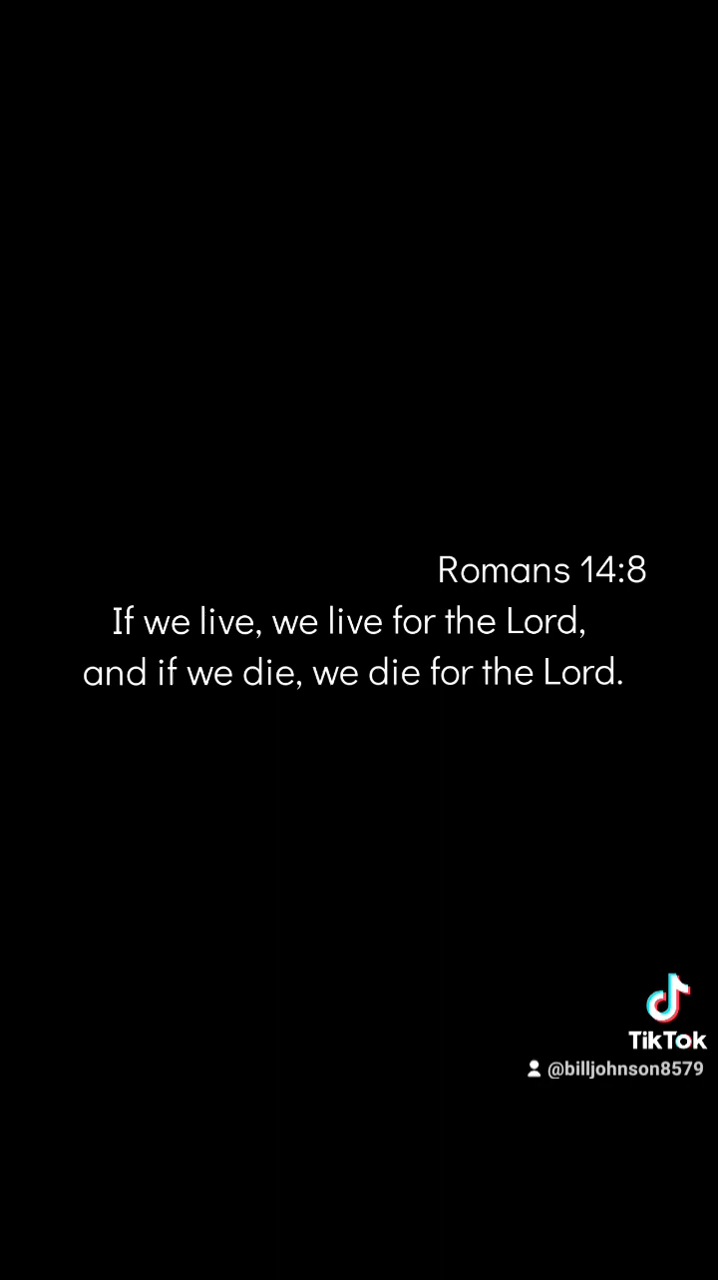 Romans 14:8
If we live, we live for the Lord,
and if we die, we die for the Lord.
TikTok
@billjohnson8579